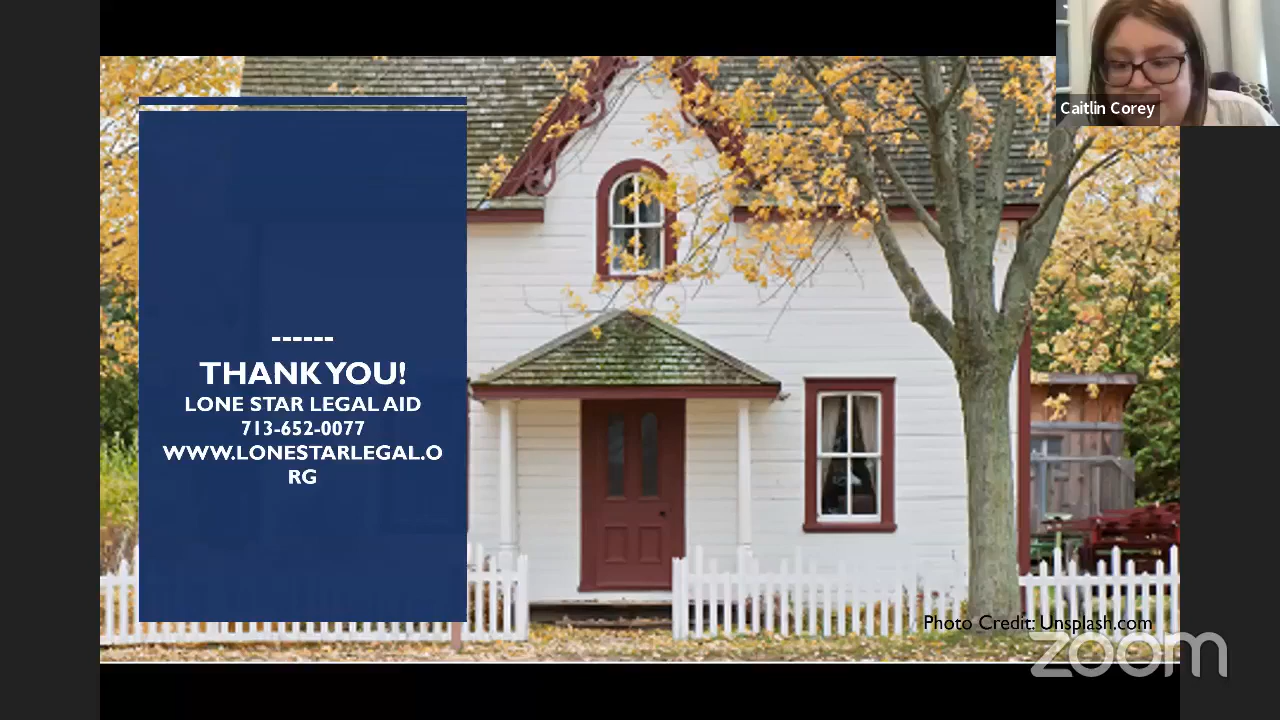 Caitlin Corey
------
THANK YOU!
LONE STAR LEGAL AID
713-652-0077
WWW.LONESTARLEGAL.O
RG
Photo Credit: Unsplash.com
zoom